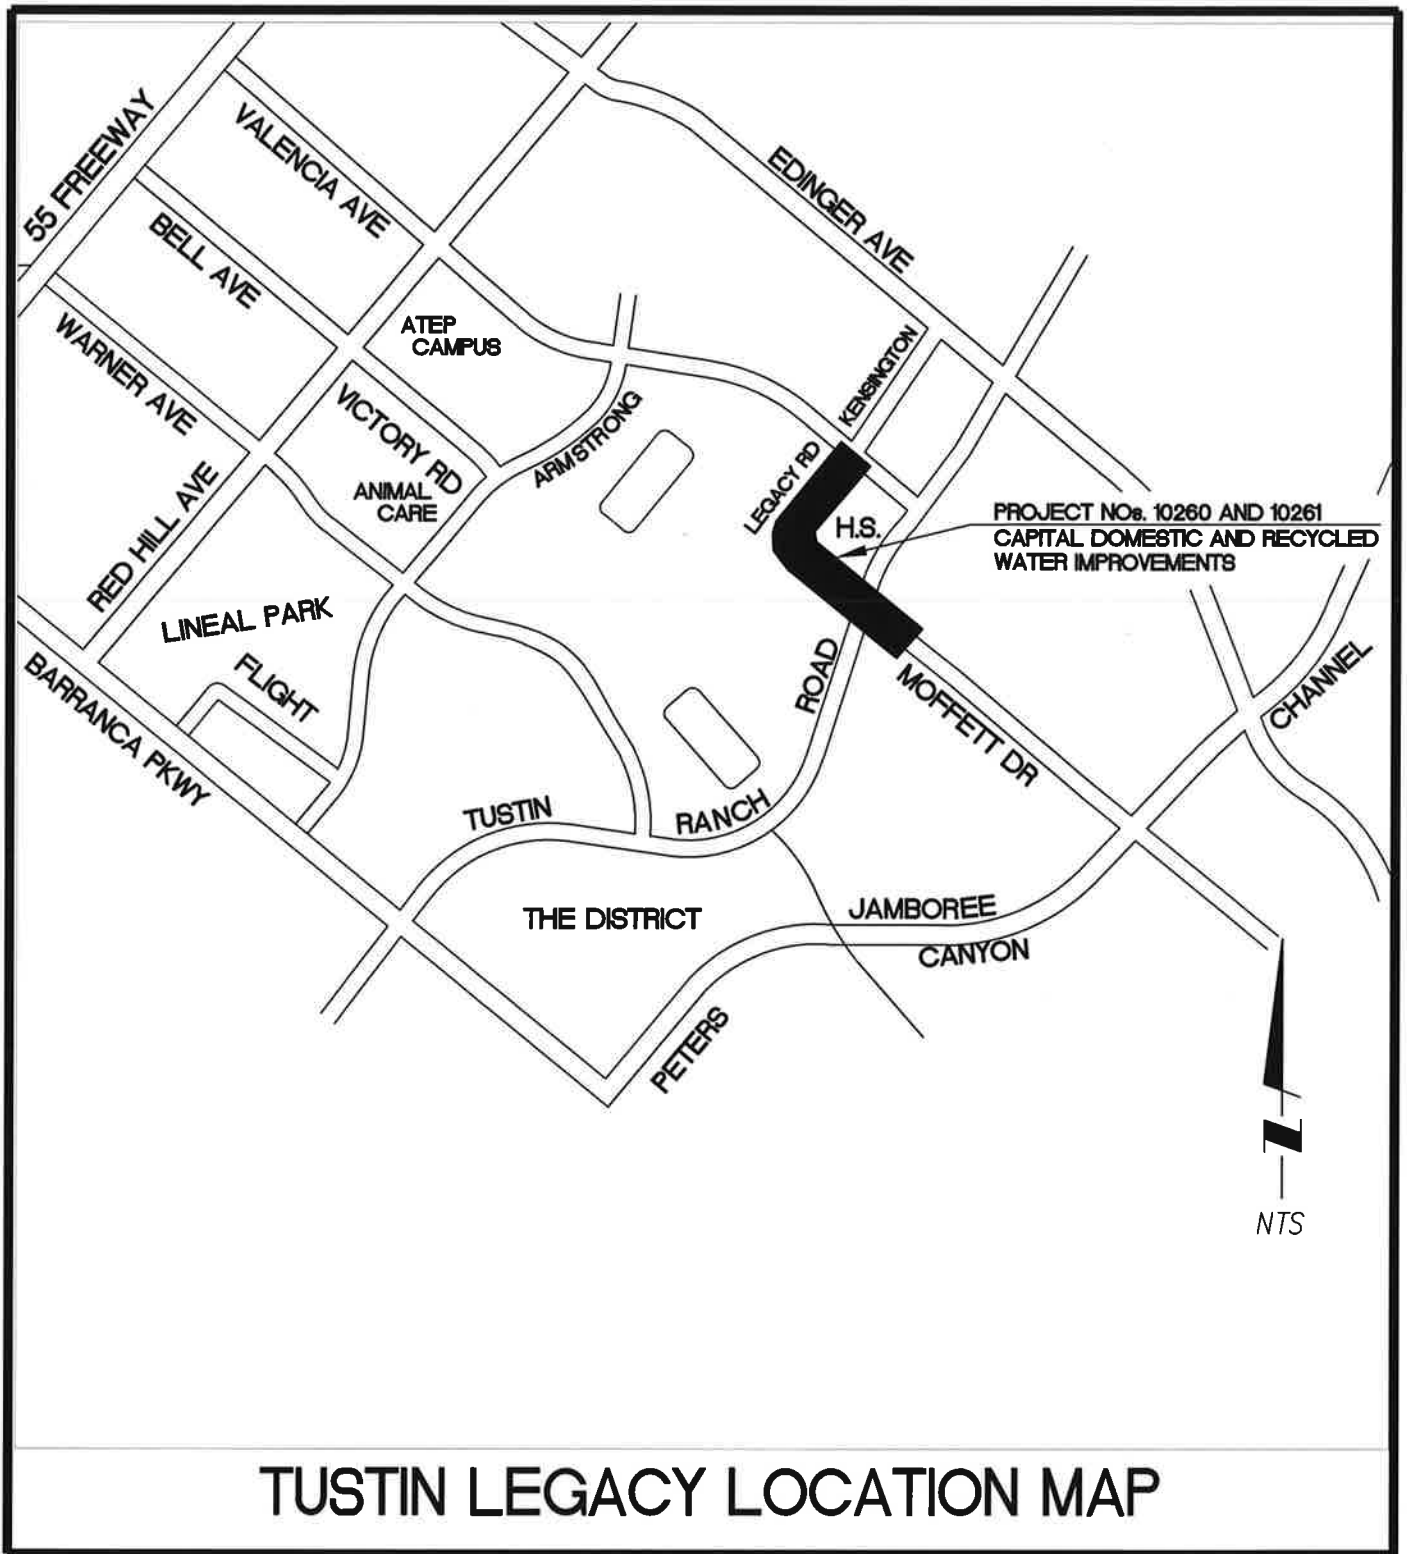 55 FREEWAY
VALENCIA AVE
EDINGER AVE
BELL AVE
WARNER AVE
ATEP
CAMPUS
KENSINGTON
VICTORY RD
ARMSTRONG
LEGACY RD
RED HILL AVE
ANIMAL
CARE
H.S.
PROJECT NOs. 10260 AND 10261
CAPITAL DOMESTIC AND RECYCLED
WATER IMPROVEMENTS
LINEAL PARK
FLIGHT
BARRANCA PKWY
ROAD
MOFFETT DR
CHANNEL
TUSTIN
RANCH
THE DISTRICT
JAMBOREE
CANYON
PETERS
N
NTS
TUSTIN LEGACY LOCATION MAP